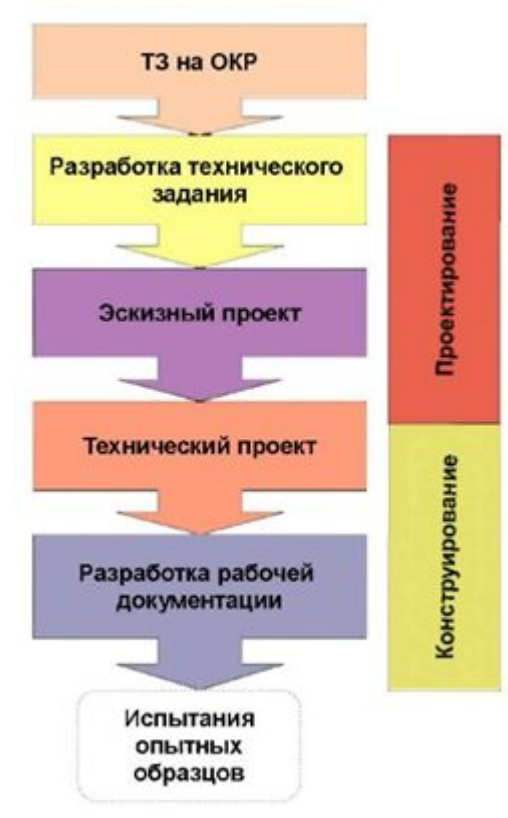 ТЗ на ОКР
Разработка технического
задания
Эскизный проект
Технический проект
Разработка рабочей
документации
Испытания
опытных
образцов
Проектирование
Конструирование